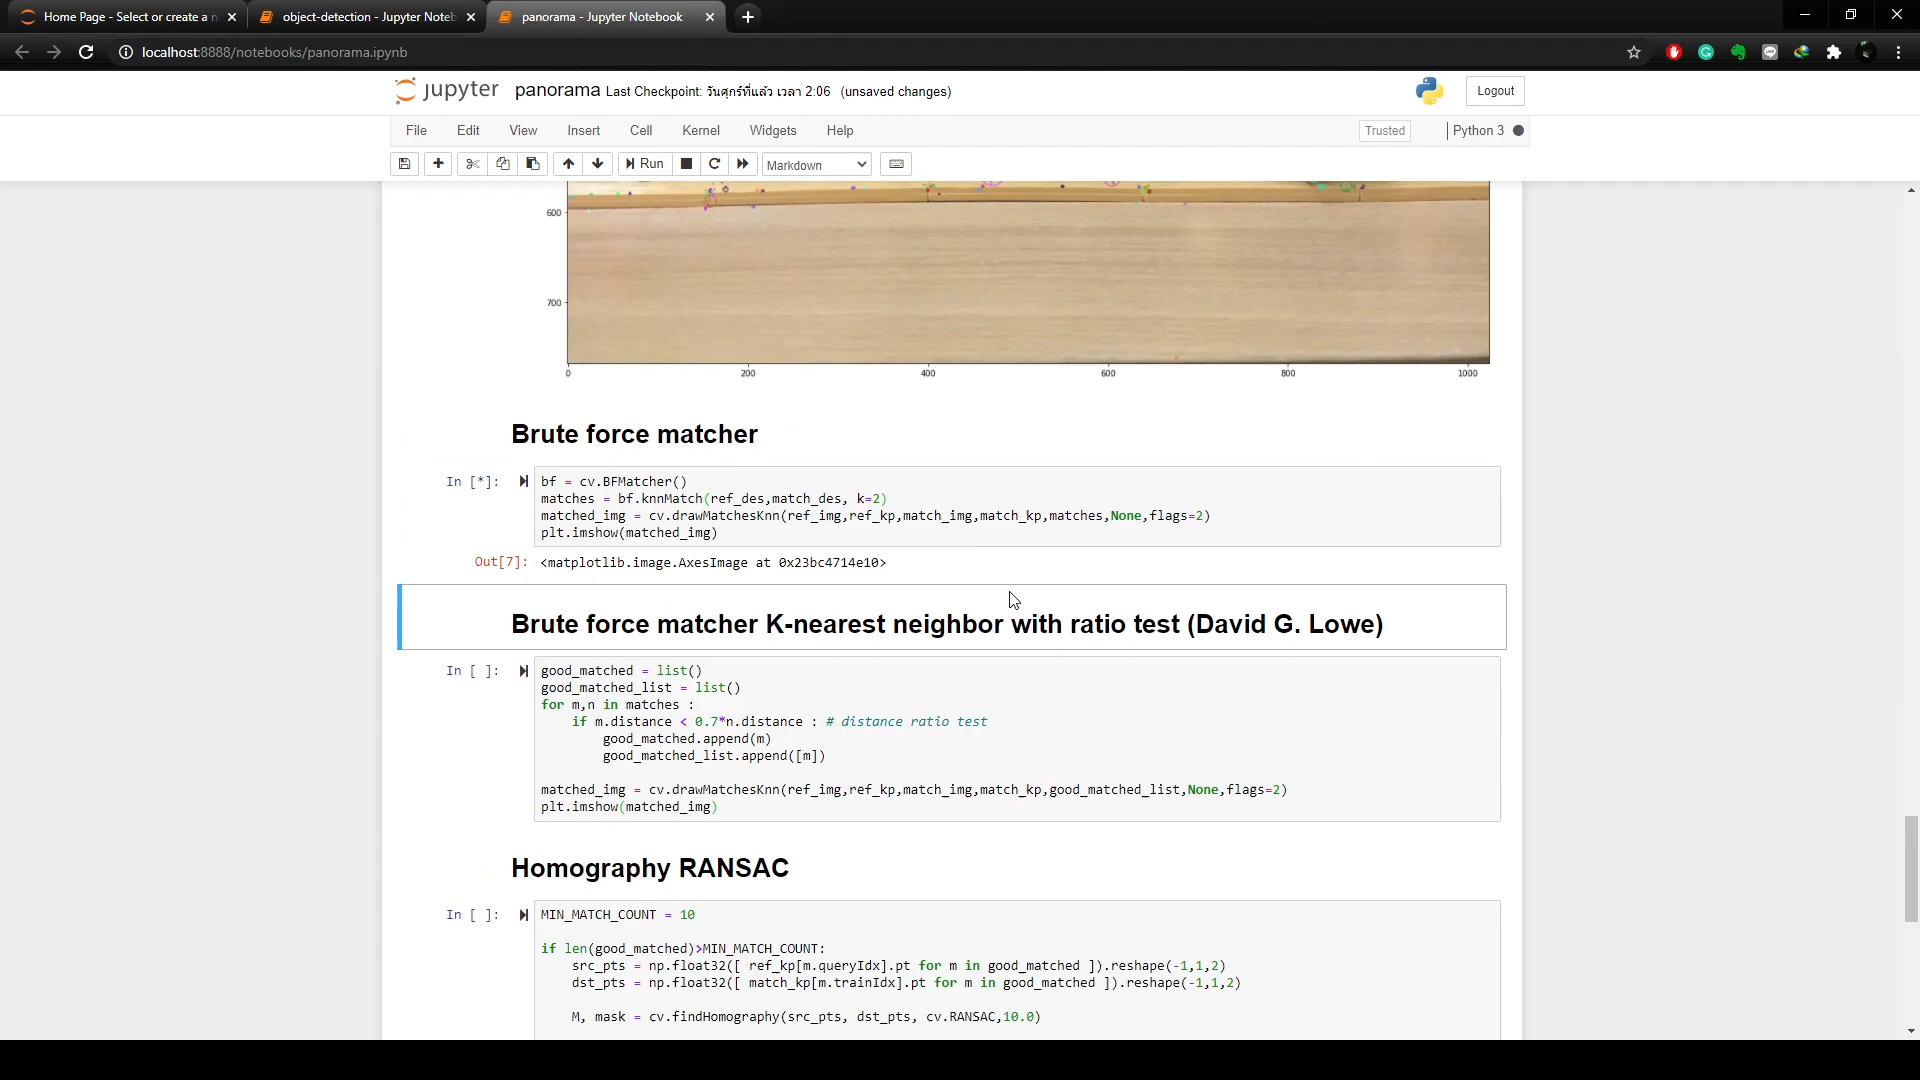 Home Page - Select or create a n
object-detection - Jupyter Noteb
panorama - Jupyter Notebook
localhost:8888/notebooks/panorama.ipynb
jupyter panorama Last Checkpoint: วันศุกร์ที่แล้ว เวลา 2:06 (unsaved changes)
Logout
File Edit View Insert Cell Kernel Widgets Help
Trusted
Python 3
Run
Markdown
600
700
0 200 400 600 800 1000
Brute force matcher
In [*]:
bf = cv.BFMatcher()
matches = bf.knnMatch(ref_des,match_des, k=2)
matched_img = cv.drawMatchesKnn(ref_img,ref_kp,match_img,match_kp,matches,None,flags=2)
plt.imshow(matched_img)
Out[7]: <matplotlib.image.AxesImage at 0x23bc4714e10>
Brute force matcher K-nearest neighbor with ratio test (David G. Lowe)
In [ ]:
good_matched = list()
good_matched_list = list()
for m,n in matches :
    if m.distance < 0.7*n.distance : # distance ratio test
        good_matched.append(m)
        good_matched_list.append([m])
matched_img = cv.drawMatchesKnn(ref_img,ref_kp,match_img,match_kp,good_matched_list,None,flags=2)
plt.imshow(matched_img)
Homography RANSAC
In [ ]:
MIN_MATCH_COUNT = 10
if len(good_matched)>MIN_MATCH_COUNT:
    src_pts = np.float32([ ref_kp[m.queryIdx].pt for m in good_matched ]).reshape(-1,1,2)
    dst_pts = np.float32([ match_kp[m.trainIdx].pt for m in good_matched ]).reshape(-1,1,2)
    M, mask = cv.findHomography(src_pts, dst_pts, cv.RANSAC,10.0)